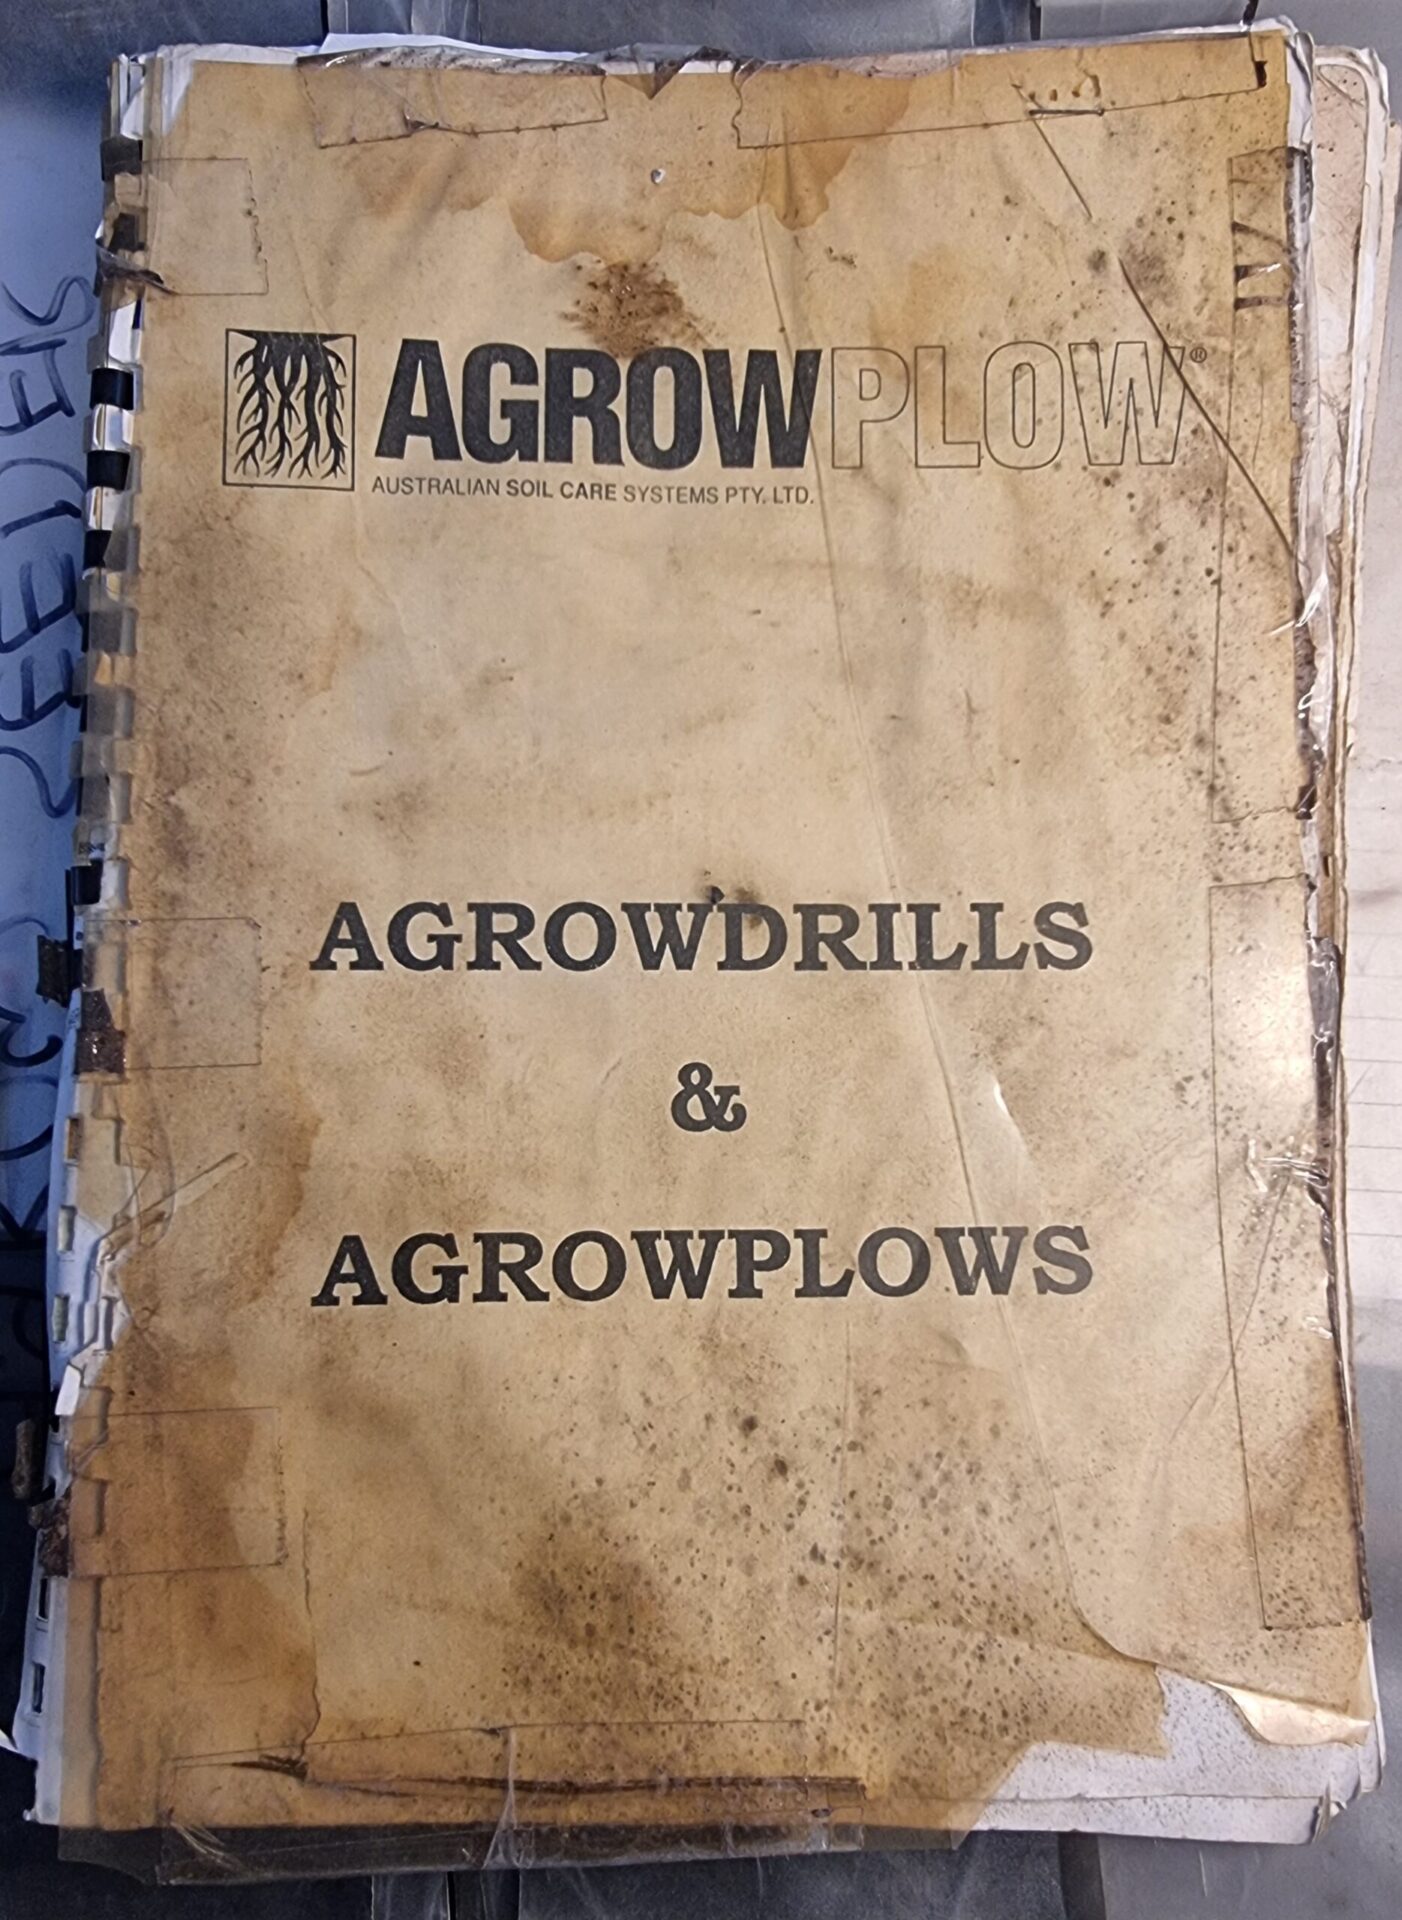 AGROWPLOW®
AUSTRALIAN SOIL CARE SYSTEMS PTY. LTD.
AGROWDRILLS
&
AGROWPLOWS